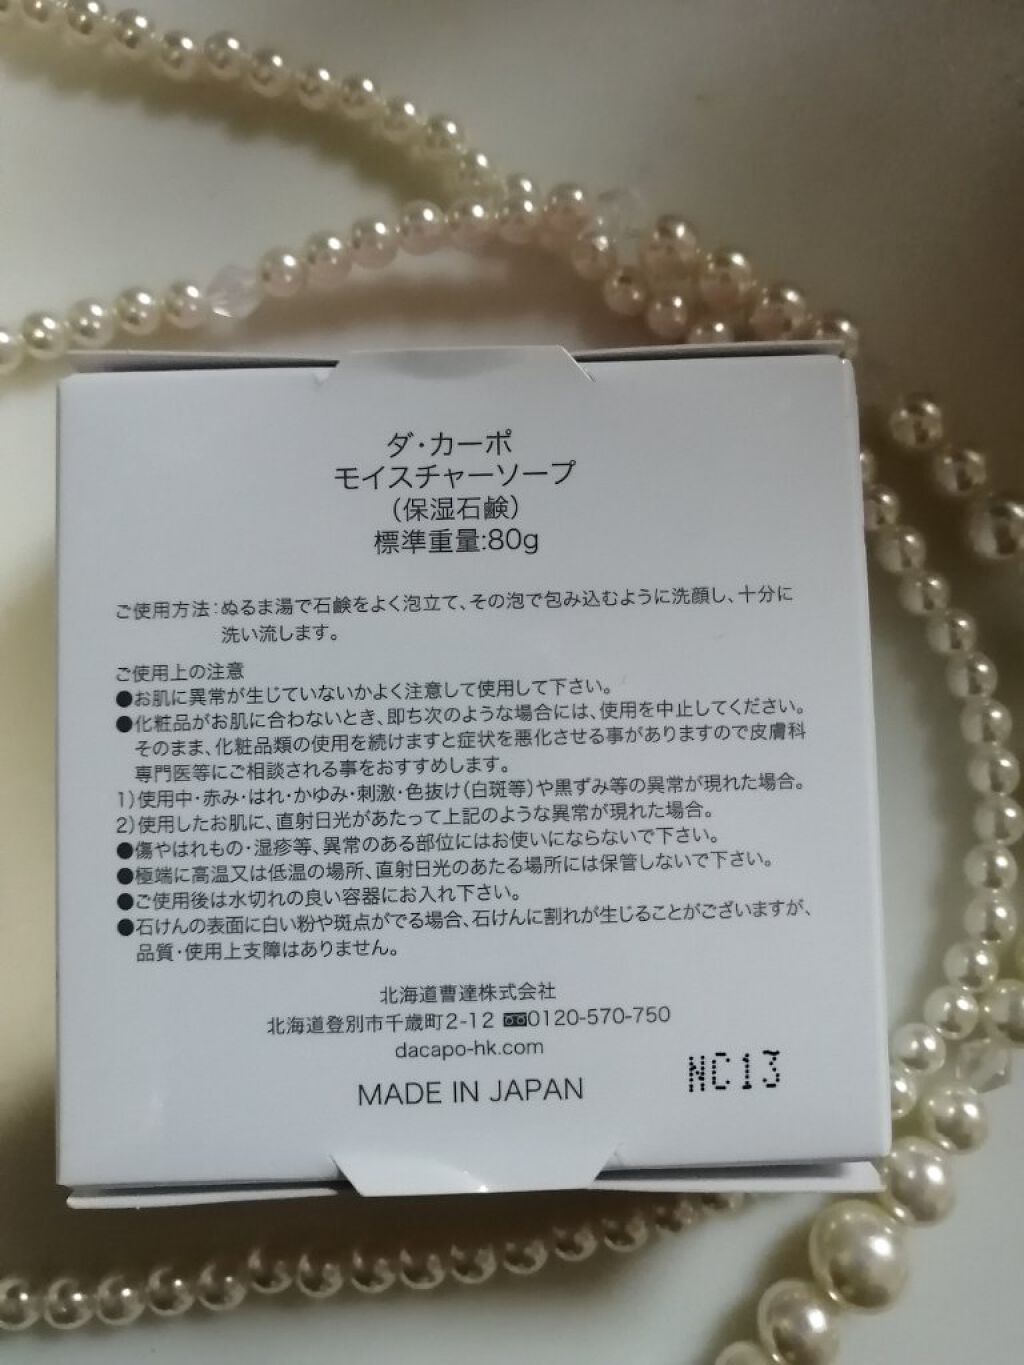 ダ・カーポ
モイスチャーソープ
(保湿石鹸)
標準重量:80g
ご使用方法:ぬるま湯で石鹸をよく泡立て、その泡で包み込むように洗顔し、十分に
洗い流します。
ご使用上の注意
●お肌に異常が生じていないかよく注意して使用して下さい。
●化粧品がお肌に合わないとき、即ち次のような場合には、使用を中止してください。
そのまま、化粧品類の使用を続けますと症状を悪化させる事がありますので皮膚科
専門医等にご相談される事をおすすめします。
1)使用中・赤み・はれ・かゆみ・刺激・色抜け(白斑等)や黒ずみ等の異常が現れた場合。
2)使用したお肌に、直射日光があたって上記のような異常が現れた場合。
●傷やはれもの・湿疹等、異常のある部位にはお使いにならないで下さい。
●極端に高温又は低温の場所、直射日光のあたる場所には保管しないで下さい。
●ご使用後は水切れの良い容器にお入れ下さい。
●石けんの表面に白い粉や斑点がでる場合、石けんに割れが生じることがございますが、
品質・使用上支障はありません。
北海道曹達株式会社
北海道登別市千歳町2-12 0120-570-750
dacapo-hk.com
MADE IN JAPAN
NC13